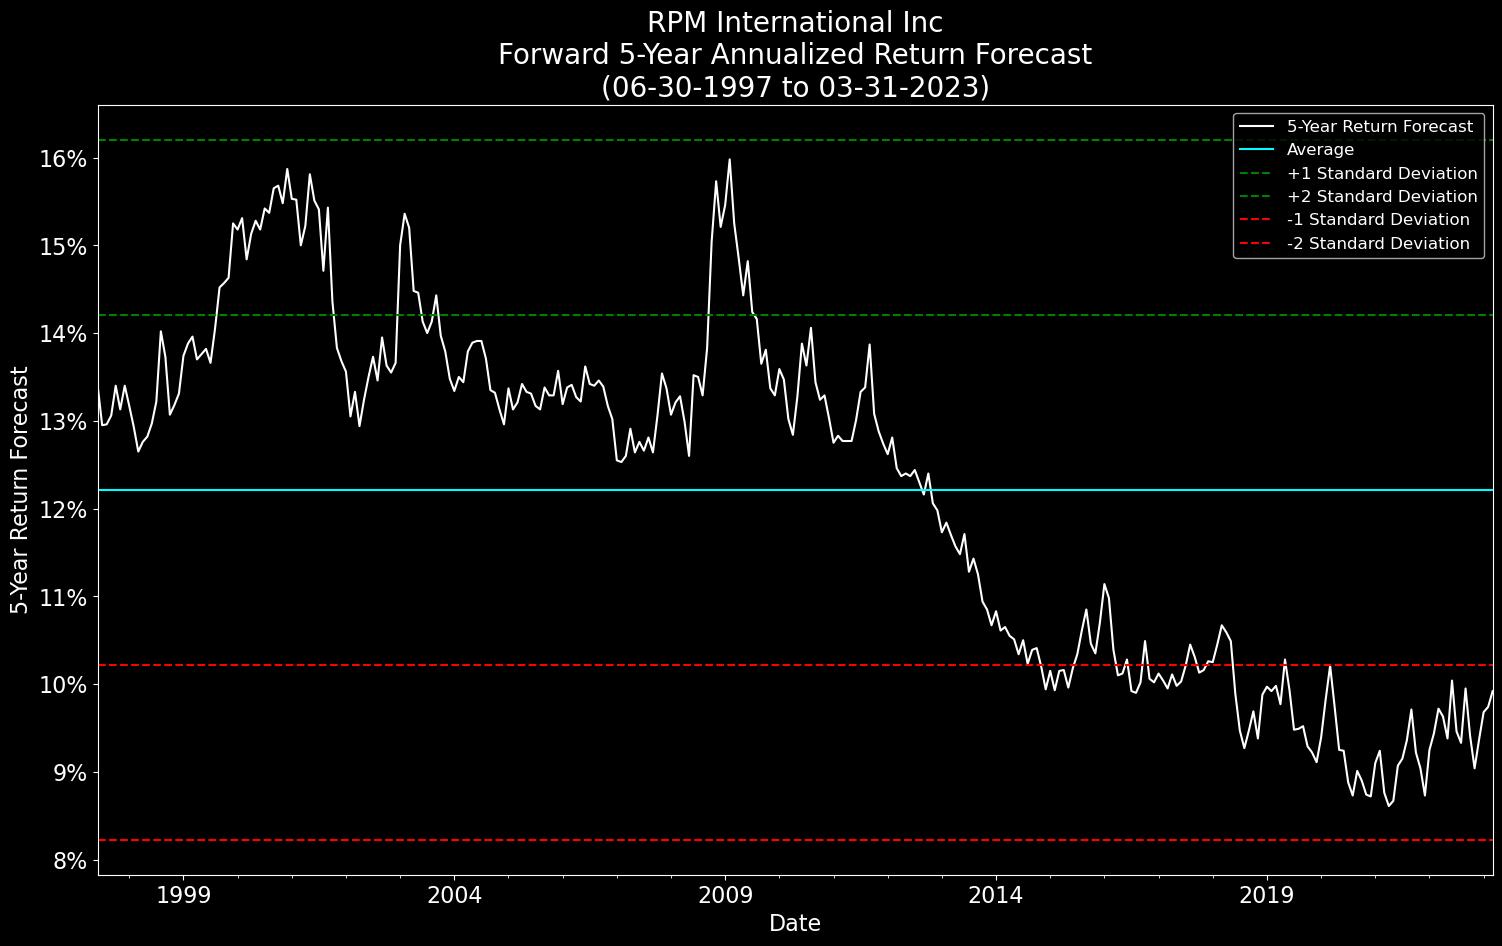 RPM International Inc
Forward 5-Year Annualized Return Forecast
(06-30-1997 to 03-31-2023)
5-Year Return Forecast
Average
+1 Standard Deviation
+2 Standard Deviation
-1 Standard Deviation
-2 Standard Deviation
16%
15%
14%
13%
12%
11%
10%
9%
8%
5-Year Return Forecast
1999 2004 2009 2014 2019
Date